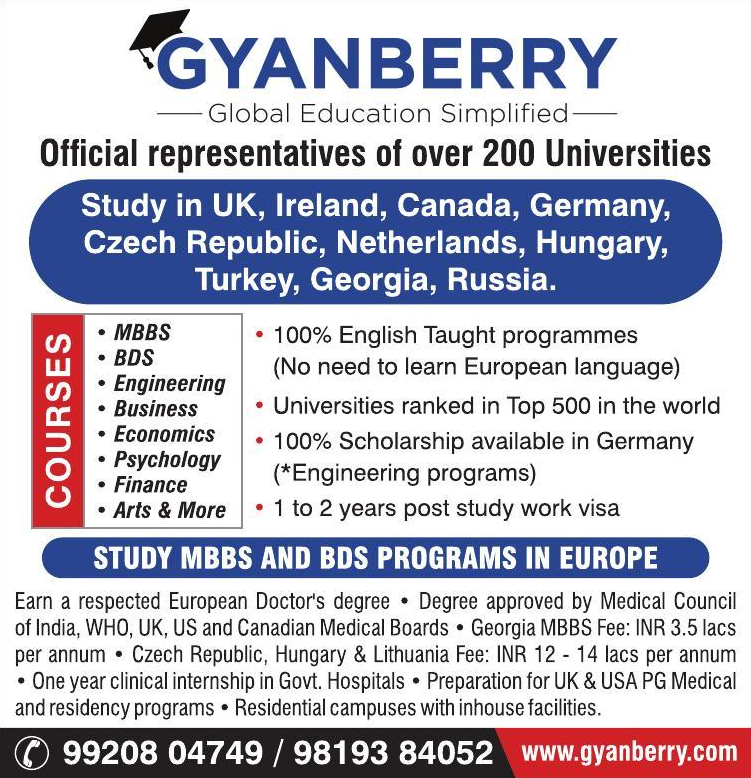 GYANBERRY
Global Education Simplified
Official representatives of over 200 Universities
Study in UK, Ireland, Canada, Germany,
Czech Republic, Netherlands, Hungary,
Turkey, Georgia, Russia.
COURSES
• MBBS
• BDS
• Engineering
• Business
• Economics
• Psychology
• Finance
• Arts & More
• 100% English Taught programmes
(No need to learn European language)
• Universities ranked in Top 500 in the world
• 100% Scholarship available in Germany
(*Engineering programs)
• 1 to 2 years post study work visa
STUDY MBBS AND BDS PROGRAMS IN EUROPE
Earn a respected European Doctor's degree • Degree approved by Medical Council
of India, WHO, UK, US and Canadian Medical Boards • Georgia MBBS Fee: INR 3.5 lacs
per annum • Czech Republic, Hungary & Lithuania Fee: INR 12 - 14 lacs per annum
• One year clinical internship in Govt. Hospitals • Preparation for UK & USA PG Medical
and residency programs • Residential campuses with inhouse facilities.
99208 04749 / 98193 84052 www.gyanberry.com